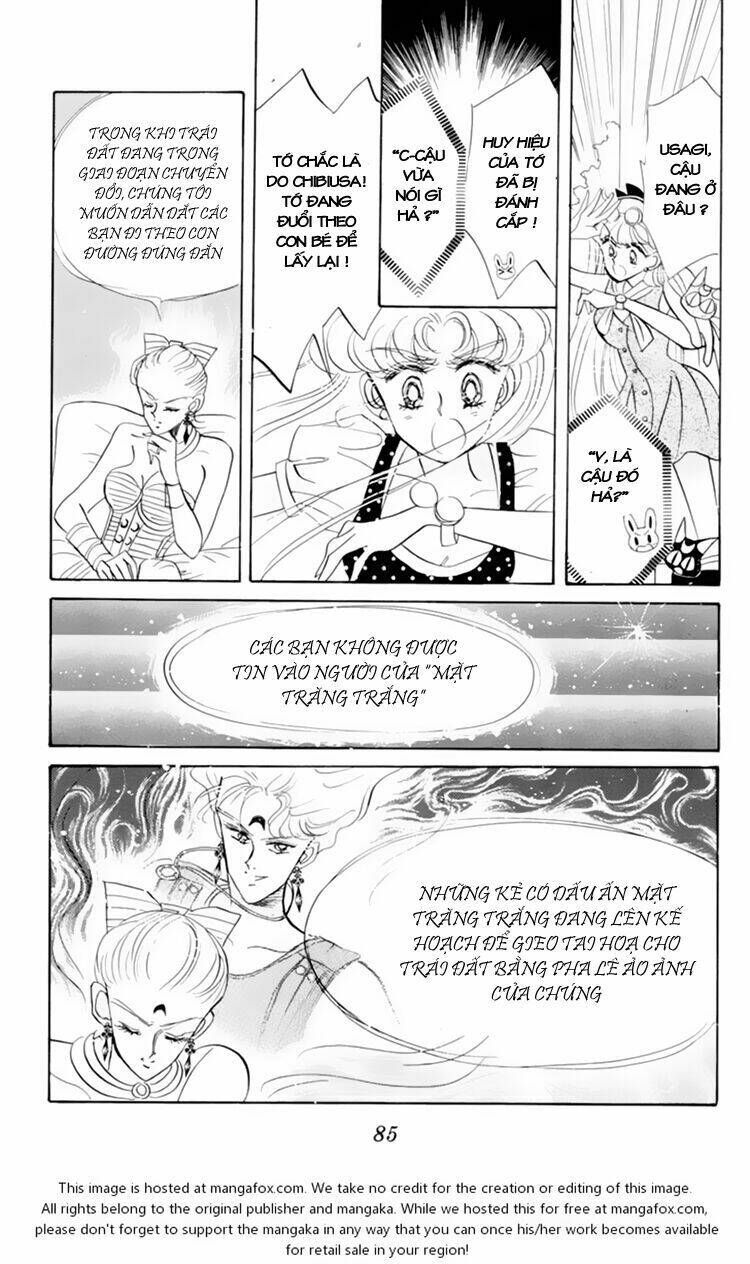 USAGI,
CẬU
ĐANG Ở
ĐÂU ?
"V, LÀ
CẬU ĐÓ
HẢ?"
HUY HIỆU
CỦA TỚ
ĐÃ BỊ
ĐÁNH
CẮP !
"C-CẬU
VỪA
NÓI GÌ
HẢ ?"
TỚ CHẮC LÀ
DO CHIBIUSA!
TỚ ĐANG
ĐUỔI THEO
CON BÉ ĐỂ
LẤY LẠI !
TRONG KHI TRÁI
ĐẤT ĐANG TRONG
GIAI ĐOẠN CHUYỂN
ĐỔI, CHÚNG TÔI
MUỐN DẪN DẮT CÁC
BẠN ĐI THEO CON
ĐƯỜNG ĐÚNG ĐẮN
CÁC BẠN KHÔNG ĐƯỢC
TIN VÀO NGƯỜI CỦA "MẶT
TRĂNG TRẮNG"
NHỮNG KẺ CÓ DẤU ẤN MẶT
TRĂNG TRẮNG ĐANG LÊN KẾ
HOẠCH ĐỂ GIEO TAI HOẠ CHO
TRÁI ĐẤT BẰNG PHA LÊ ẢO ẢNH
CỦA CHÚNG
85
This image is hosted at mangafox.com. We take no credit for the creation or editing of this image.
All rights belong to the original publisher and mangaka. While we hosted this for free at mangafox.com,
please don't forget to support the mangaka in any way that you can once his/her work becomes available
for retail sale in your region!